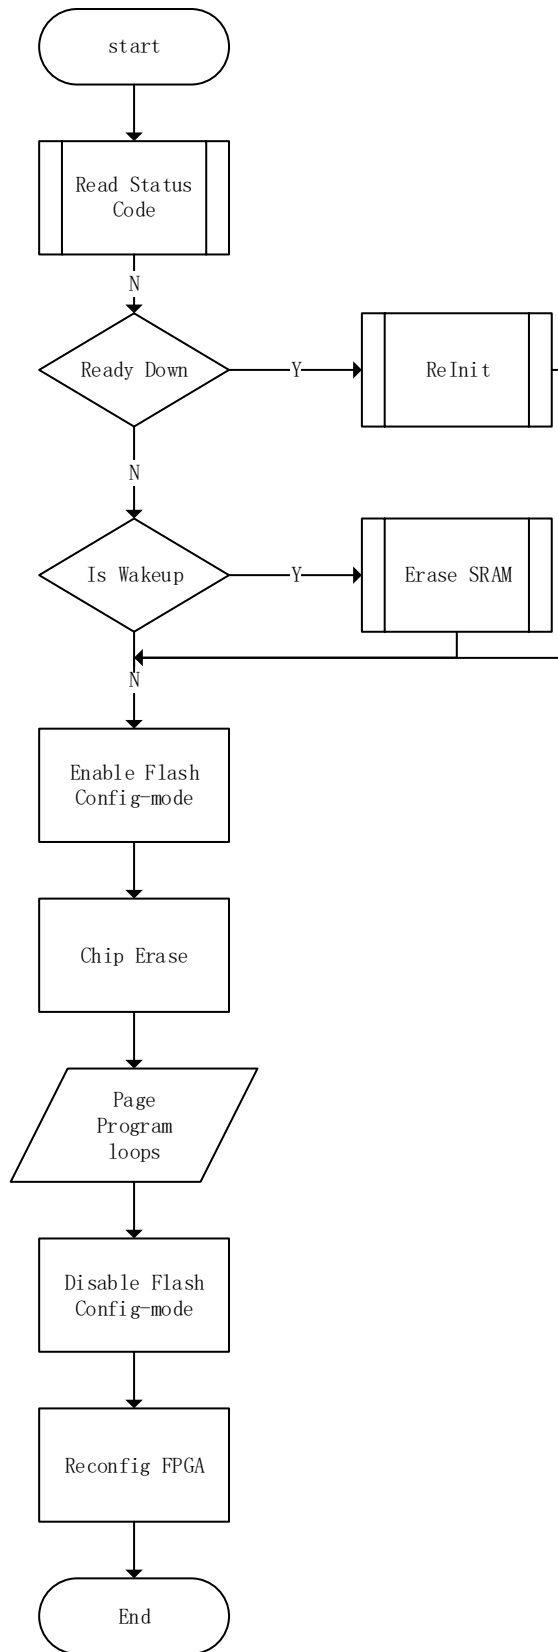 start
Read Status
Code
N
Ready Down
Y
ReInit
N
Is Wakeup
Y
Erase SRAM
N
Enable Flash
Config-mode
Chip Erase
Page
Program
loops
Disable Flash
Config-mode
Reconfig FPGA
End